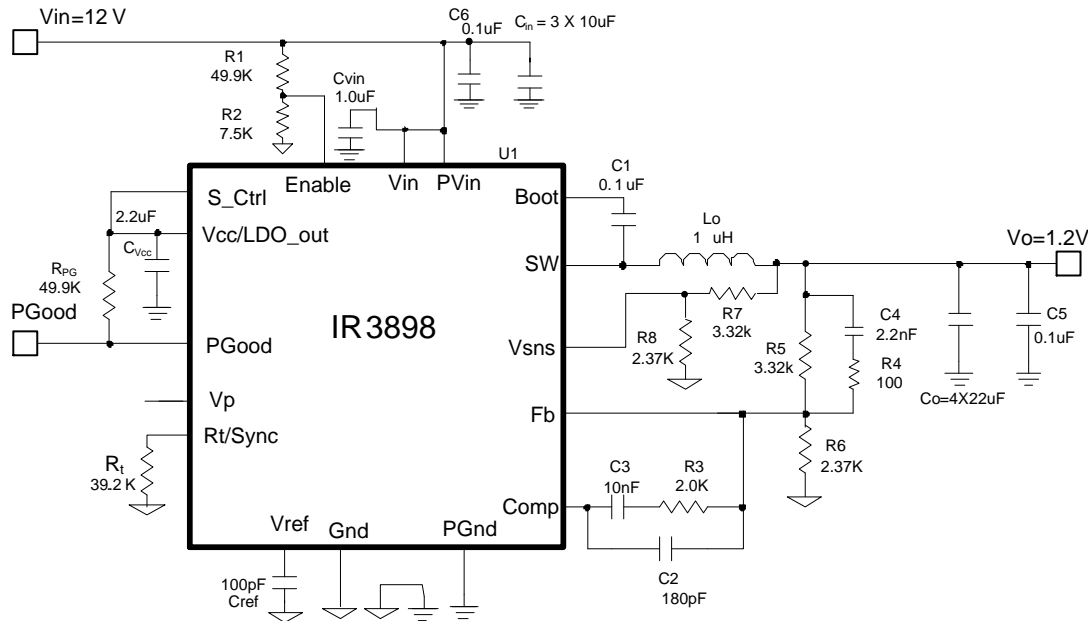 Vin=12 V
C6
0.1uF
Cin = 3 X 10uF
R1
49.9K
Cvin
1.0uF
R2
7.5K
U1
Enable
Vin
PVin
C1
0.1 uF
S_Ctrl
Boot
2.2uF
Vcc/LDO_out
Lo
1 uH
Vo=1.2V
CVcc
SW
RPG
49.9K
PGood
IR3898
R7
3.32k
C4
2.2nF
C5
0.1uF
PGood
Vsns
R8
2.37K
R5
3.32k
R4
100
Co=4X22uF
Vp
Fb
Rt/Sync
R6
2.37K
Rt
39.2 K
C3
10nF
R3
2.0K
Comp
Vref
Gnd
PGnd
C2
180pF
100pF
Cref